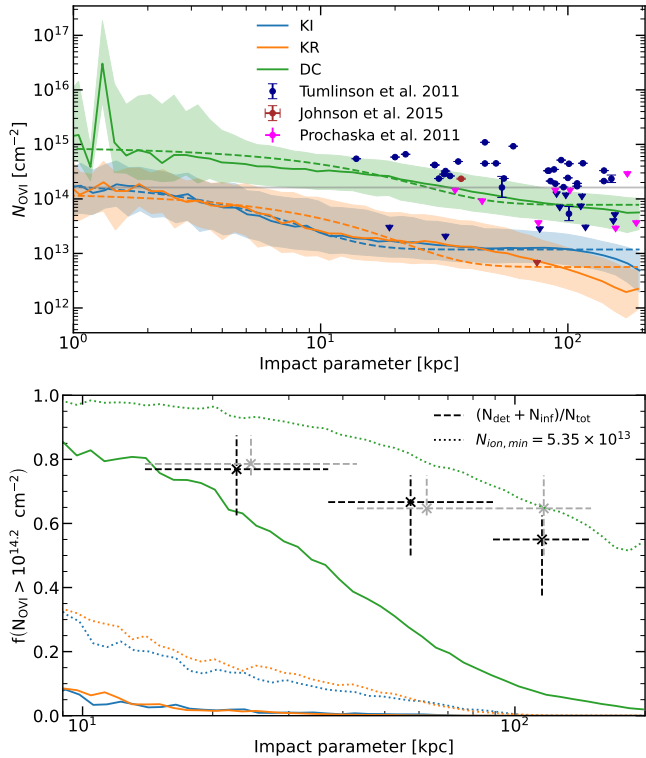 10^17
10^16
10^15
10^14
10^13
10^12
N_OVI [cm^−2]
KI
KR
DC
Tumlinson et al. 2011
Johnson et al. 2015
Prochaska et al. 2011
10^0
10^1
10^2
Impact parameter [kpc]
1.0
0.8
0.6
0.4
0.2
0.0
f(N_OVI > 10^14.2 cm^−2)
(N_det + N_inf)/N_tot
N_ion,min = 5.35 × 10^13
10^1
10^2
Impact parameter [kpc]